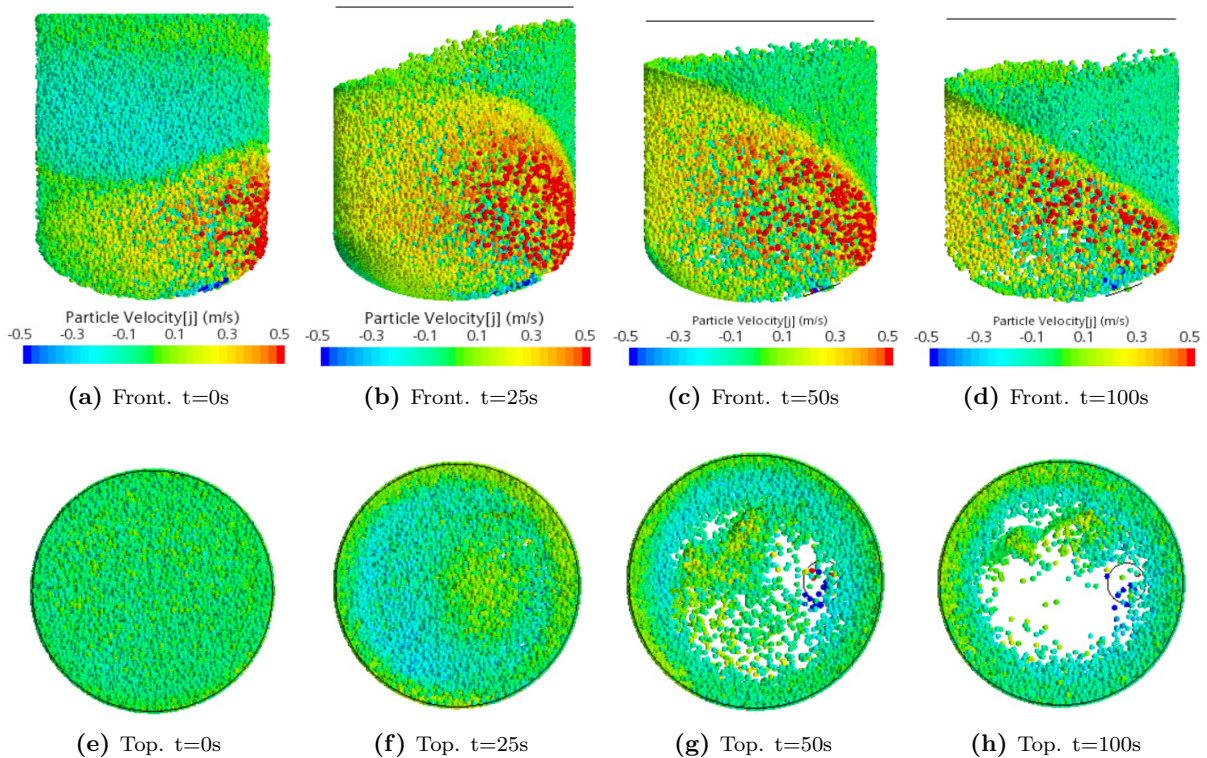 Particle Velocity[j] (m/s)
-0.5 -0.3 -0.1 0.1 0.3 0.5
(a) Front. t=0s
Particle Velocity[j] (m/s)
-0.5 -0.3 -0.1 0.1 0.3 0.5
(b) Front. t=25s
Particle Velocity[j] (m/s)
-0.5 -0.3 -0.1 0.1 0.3 0.5
(c) Front. t=50s
Particle Velocity[j] (m/s)
-0.5 -0.3 -0.1 0.1 0.3 0.5
(d) Front. t=100s
(e) Top. t=0s
(f) Top. t=25s
(g) Top. t=50s
(h) Top. t=100s